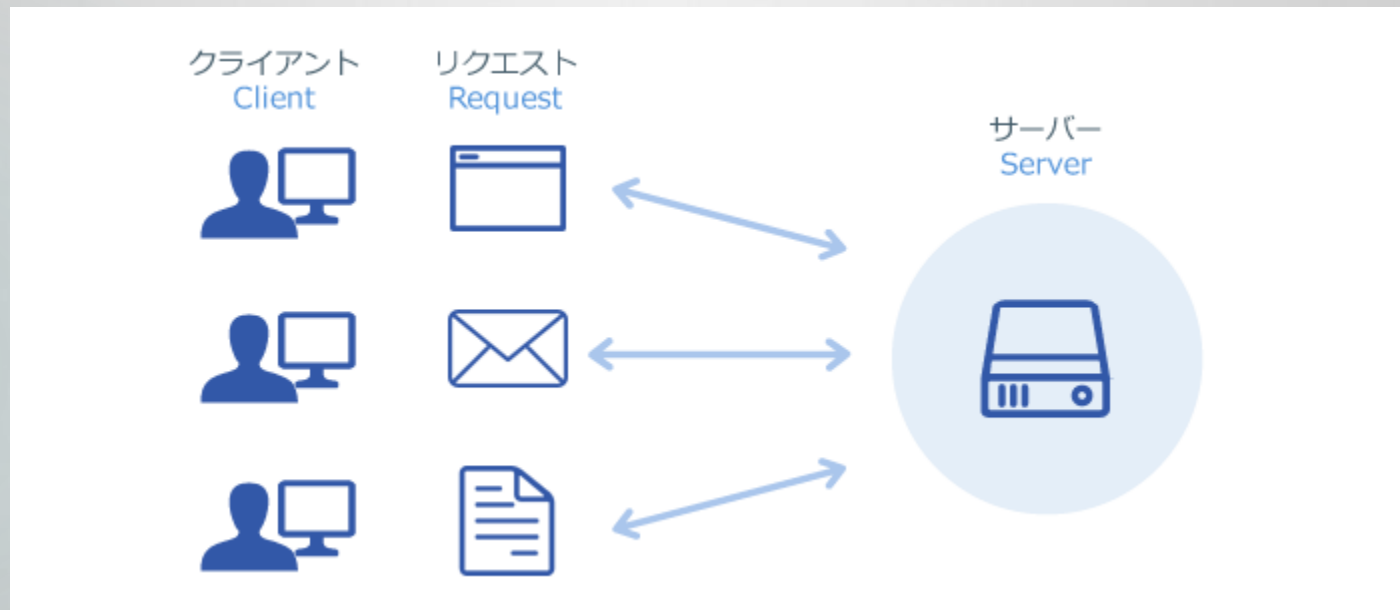 クライアント
Client
リクエスト
Request
サーバー
Server